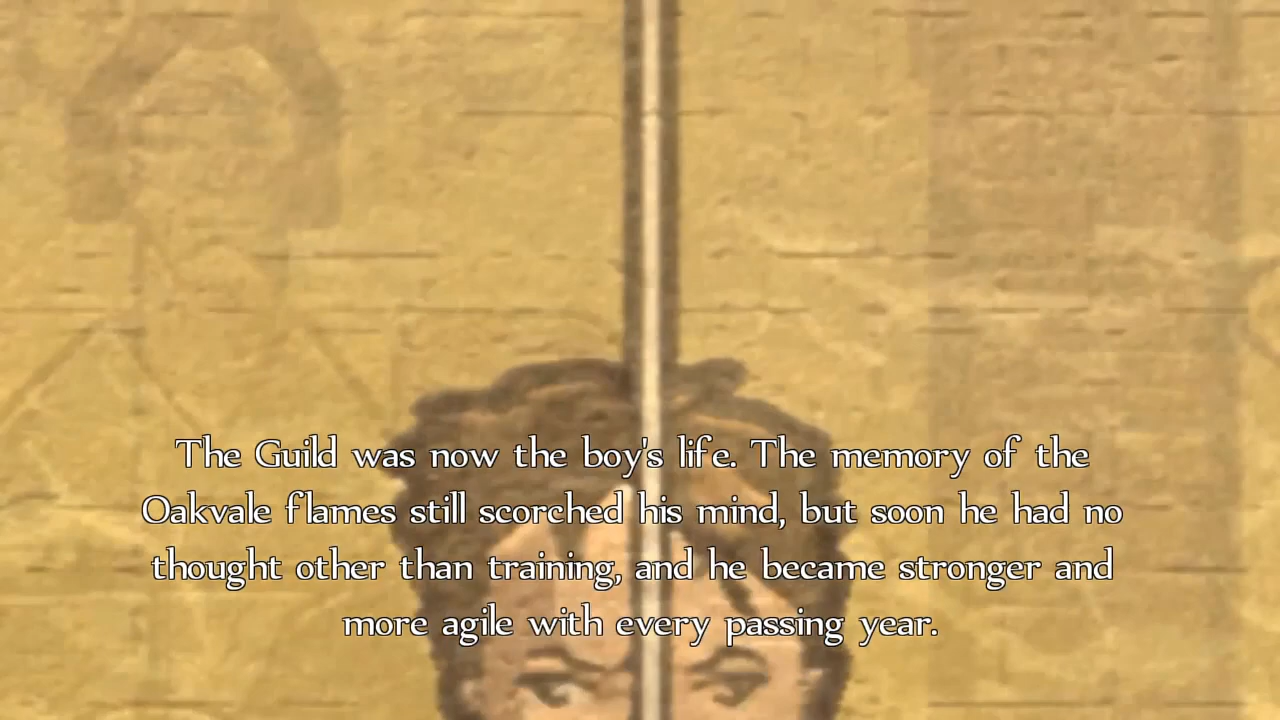 The Guild was now the boy's life. The memory of the
Oakvale flames still scorched his mind, but soon he had no
thought other than training, and he became stronger and
more agile with every passing year.